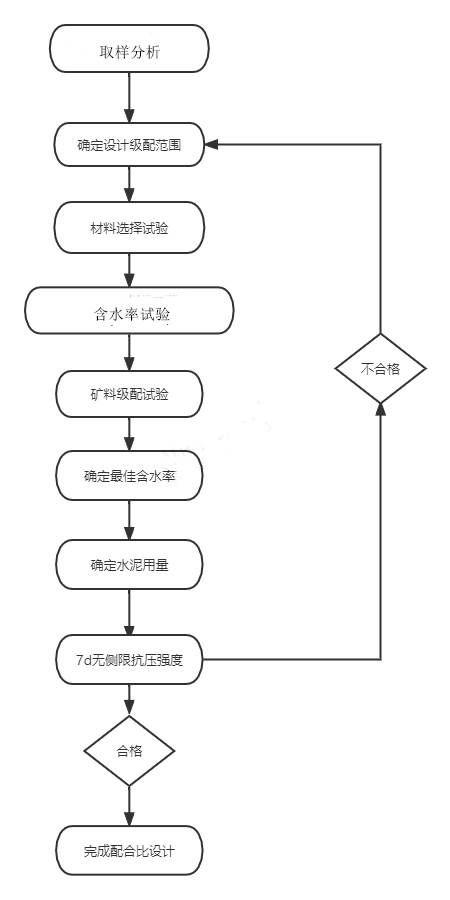 取样分析
确定设计级配范围
材料选择试验
含水率试验
矿料级配试验
不合格
确定最佳含水率
确定水泥用量
7d无侧限抗压强度
合格
完成配合比设计